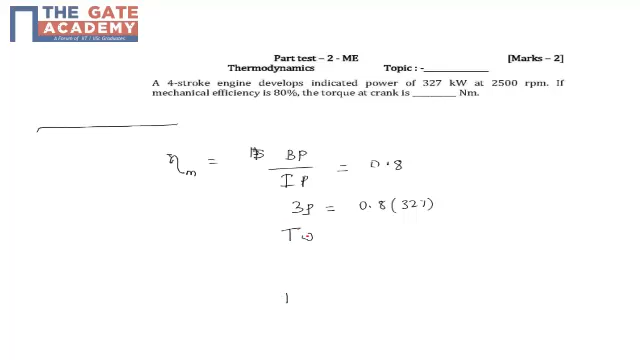 THE GATE ACADEMY
A Forum of IIT / IISc Graduates
Part test – 2 - ME [Marks – 2]
Thermodynamics Topic : -__________
A 4-stroke engine develops indicated power of 327 kW at 2500 rpm. If
mechanical efficiency is 80%, the torque at crank is ________ Nm.
ηm = BP / IP = 0.8
BP = 0.8 (327)
Tω